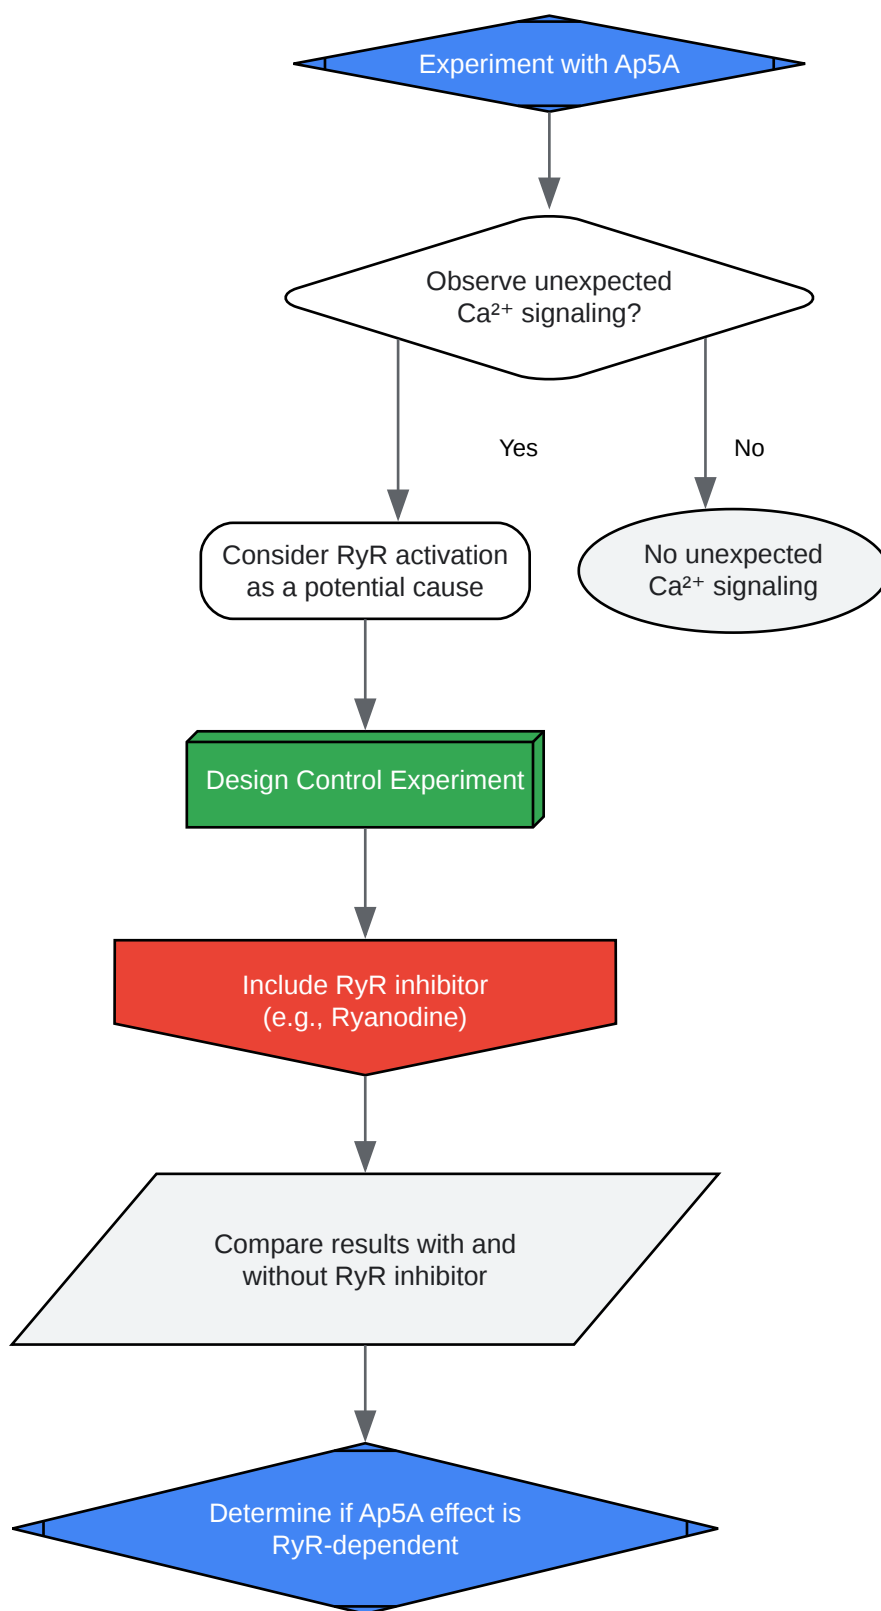 Experiment with Ap5A
Observe unexpected
Ca²⁺ signaling?
Yes
No
Consider RyR activation
as a potential cause
No unexpected
Ca²⁺ signaling
Design Control Experiment
Include RyR inhibitor
(e.g., Ryanodine)
Compare results with and
without RyR inhibitor
Determine if Ap5A effect is
RyR-dependent